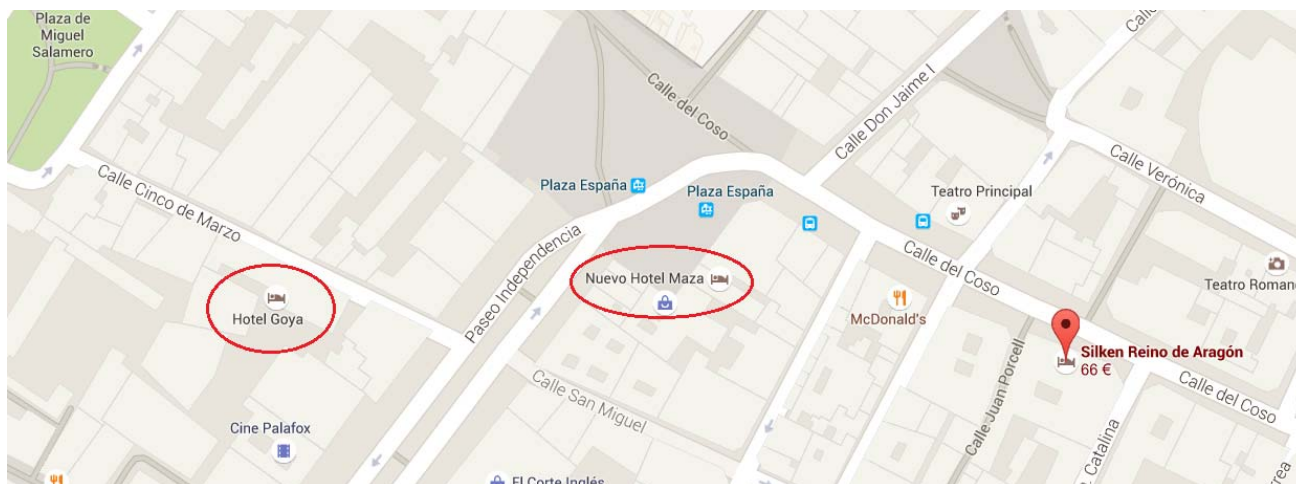 Plaza de
Miguel
Salamero
Calle Cinco de Marzo
Hotel Goya
Cine Palafox
Paseo Independencia
Plaza España
Plaza España
Calle del Coso
Calle Don Jaime I
Nuevo Hotel Maza
Calle San Miguel
El Corte Inglés
Teatro Principal
Calle Verónica
Calle del Coso
McDonald's
Teatro Romano
Silken Reino de Aragón
66 €
Calle Juan Porcell
Calle del Coso
Catalina